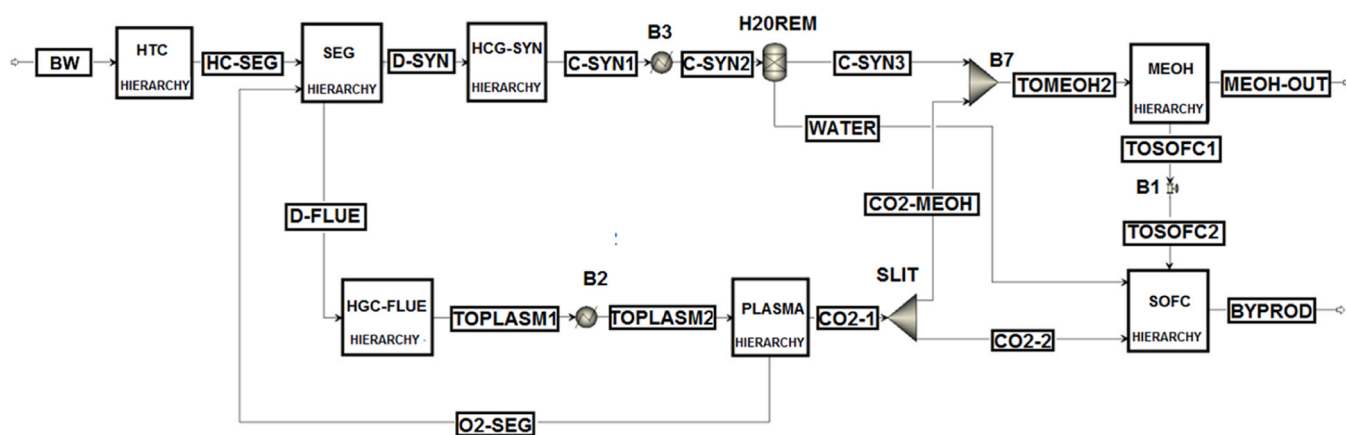 BW
HTC
HIERARCHY
HC-SEG
SEG
HIERARCHY
D-SYN
HCG-SYN
HIERARCHY
C-SYN1
B3
C-SYN2
H20REM
C-SYN3
B7
TOMEOH2
MEOH
HIERARCHY
MEOH-OUT
WATER
TOSOFC1
B1
CO2-MEOH
TOSOFC2
D-FLUE
HGC-FLUE
HIERARCHY
TOPLASM1
B2
TOPLASM2
PLASMA
HIERARCHY
CO2-1
SLIT
CO2-2
SOFC
HIERARCHY
BYPROD
O2-SEG